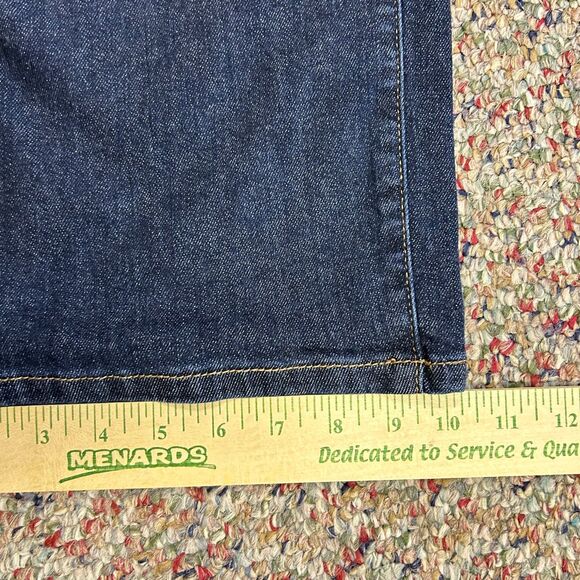 3 4 5 6 7 8 9 10 11 12
MENARDS Dedicated to Service & Qua